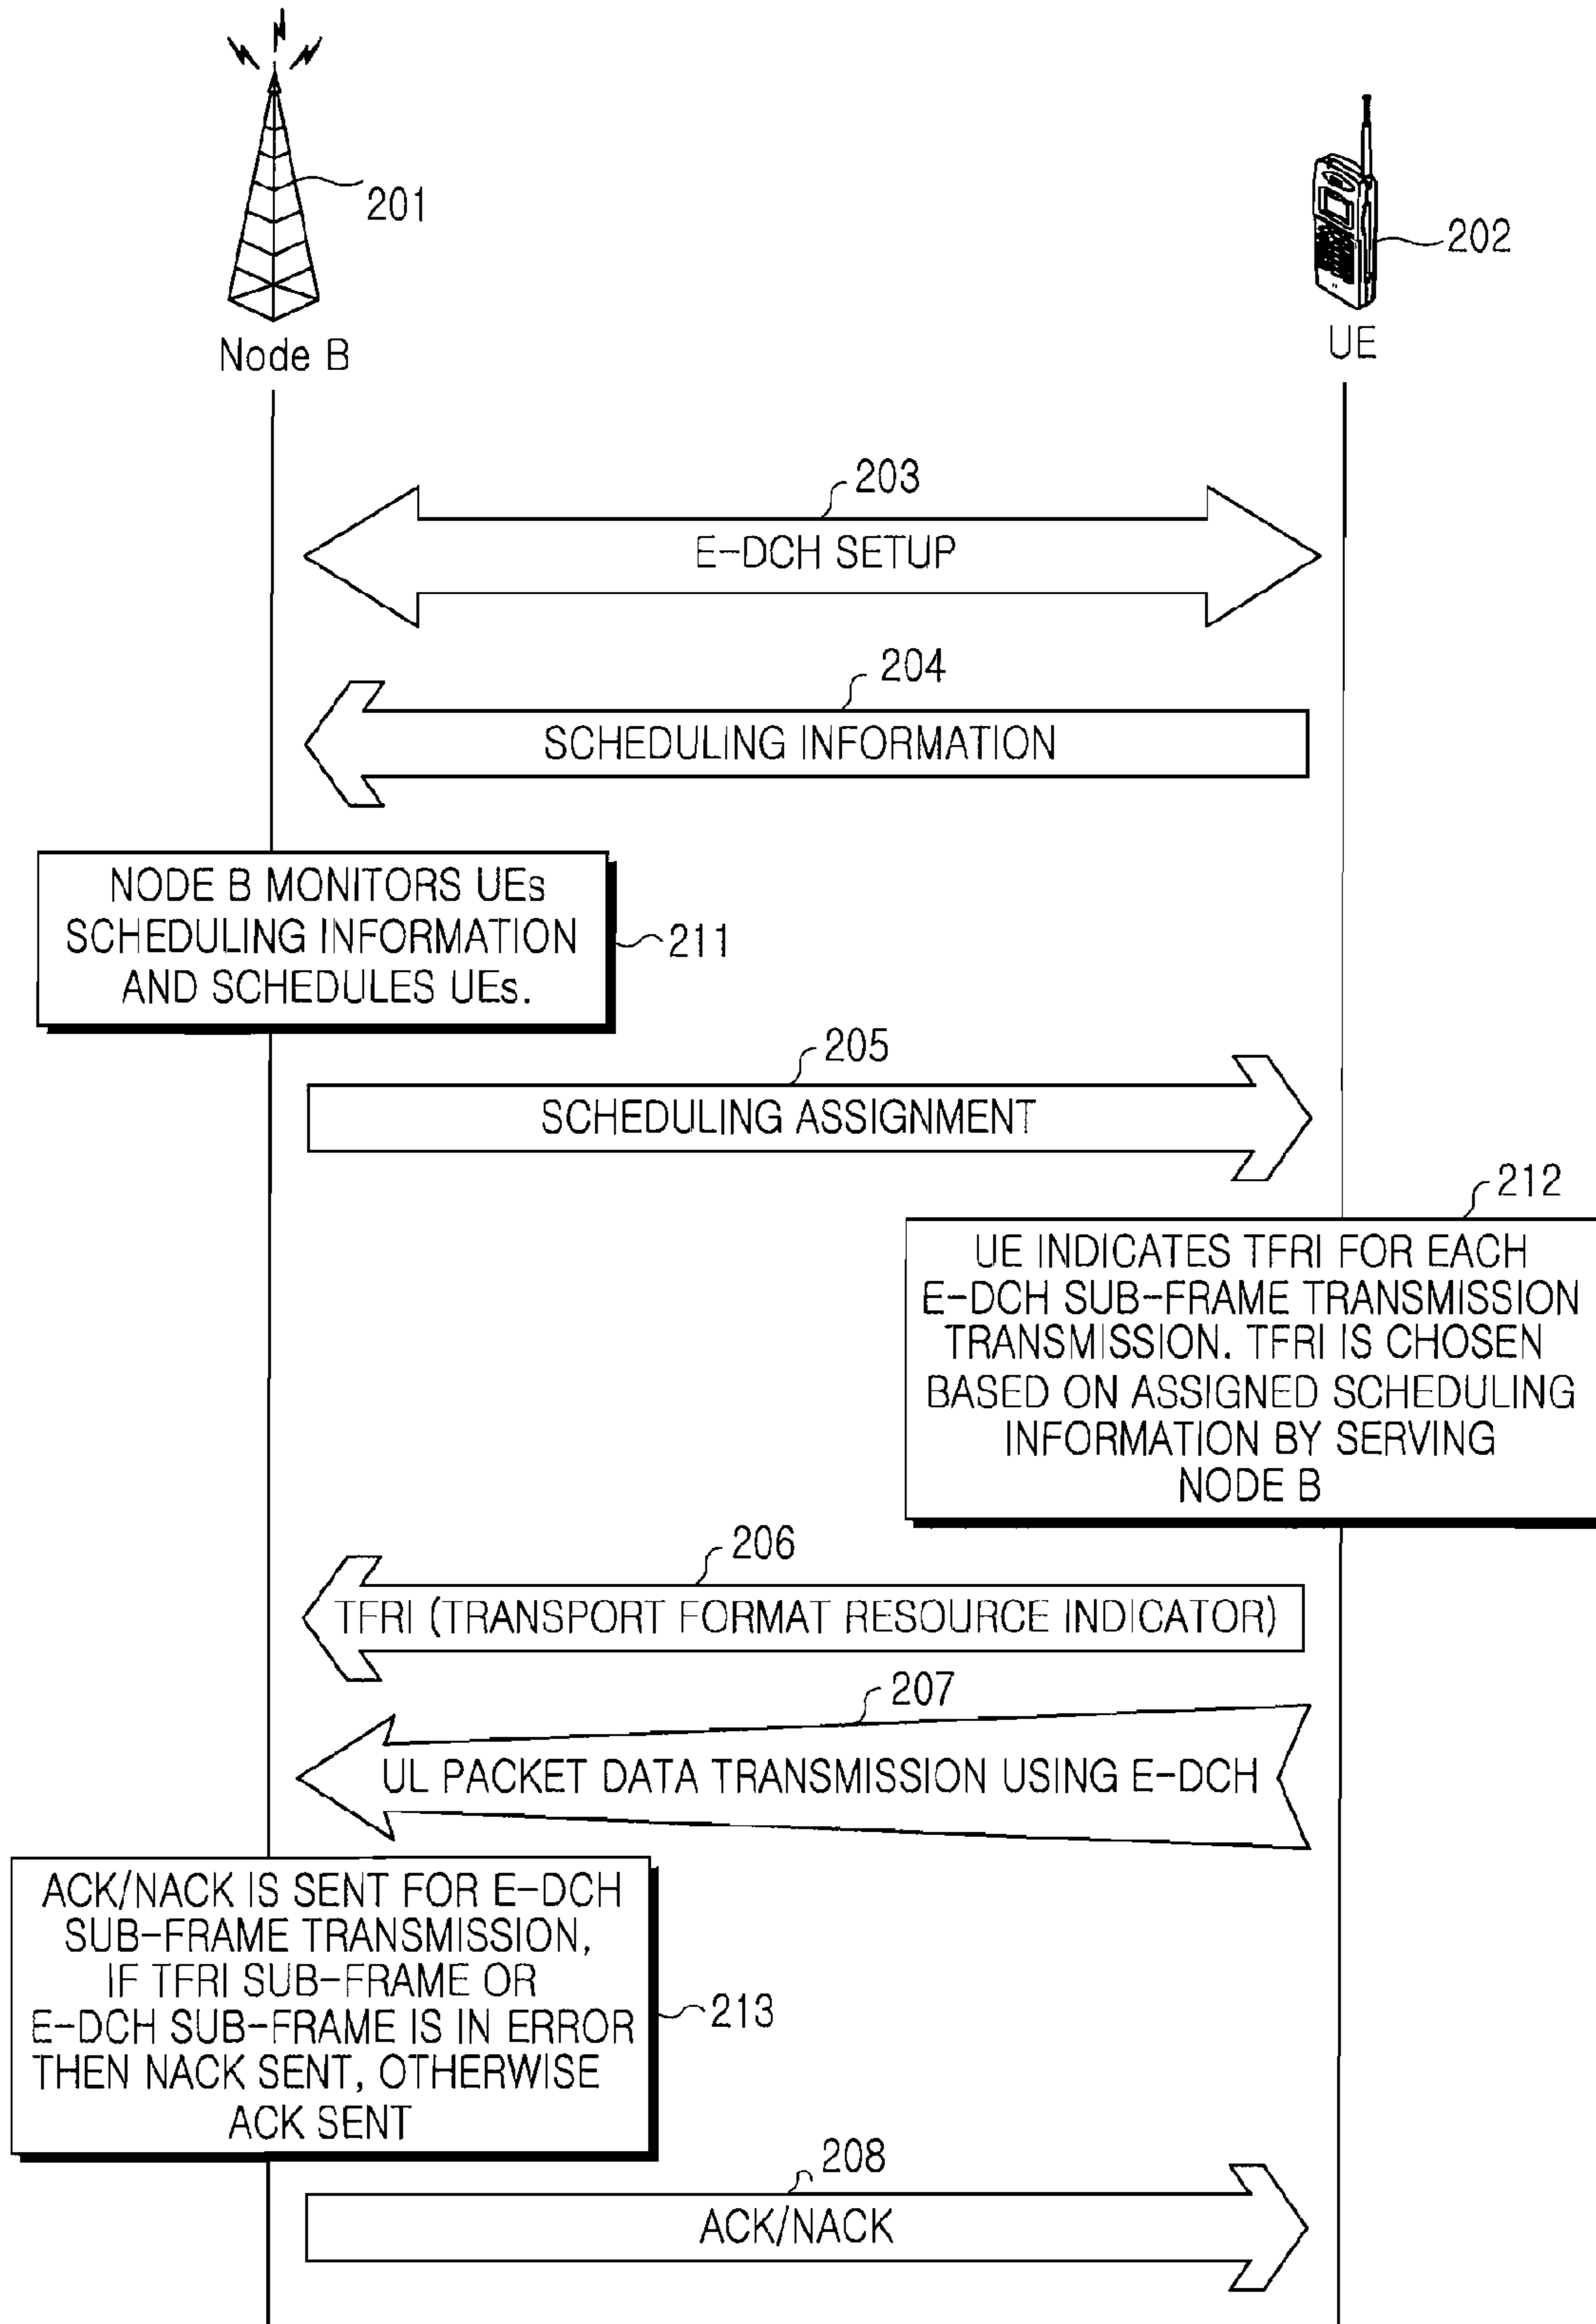 201
202
Node B
UE
203
E-DCH SETUP
204
SCHEDULING INFORMATION
NODE B MONITORS UEs
SCHEDULING INFORMATION
AND SCHEDULES UEs.
211
205
SCHEDULING ASSIGNMENT
212
UE INDICATES TFRI FOR EACH
E-DCH SUB-FRAME TRANSMISSION
TRANSMISSION. TFRI IS CHOSEN
BASED ON ASSIGNED SCHEDULING
INFORMATION BY SERVING
NODE B
206
TFRI (TRANSPORT FORMAT RESOURCE INDICATOR)
207
UL PACKET DATA TRANSMISSION USING E-DCH
ACK/NACK IS SENT FOR E-DCH
SUB-FRAME TRANSMISSION,
IF TFRI SUB-FRAME OR
E-DCH SUB-FRAME IS IN ERROR
THEN NACK SENT, OTHERWISE
ACK SENT
213
208
ACK/NACK